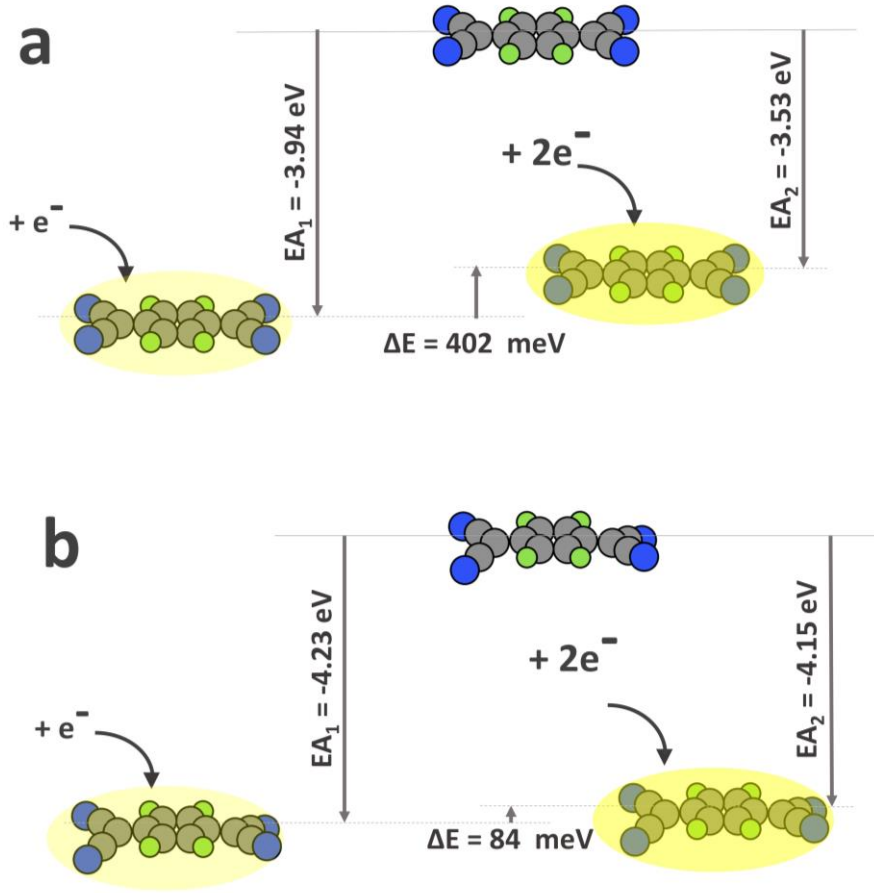 a
EA₁ = -3.94 eV
EA₂ = -3.53 eV
+ 2e⁻
+ e⁻
ΔE = 402 meV
b
EA₁ = -4.23 eV
EA₂ = -4.15 eV
+ 2e⁻
+ e⁻
ΔE = 84 meV